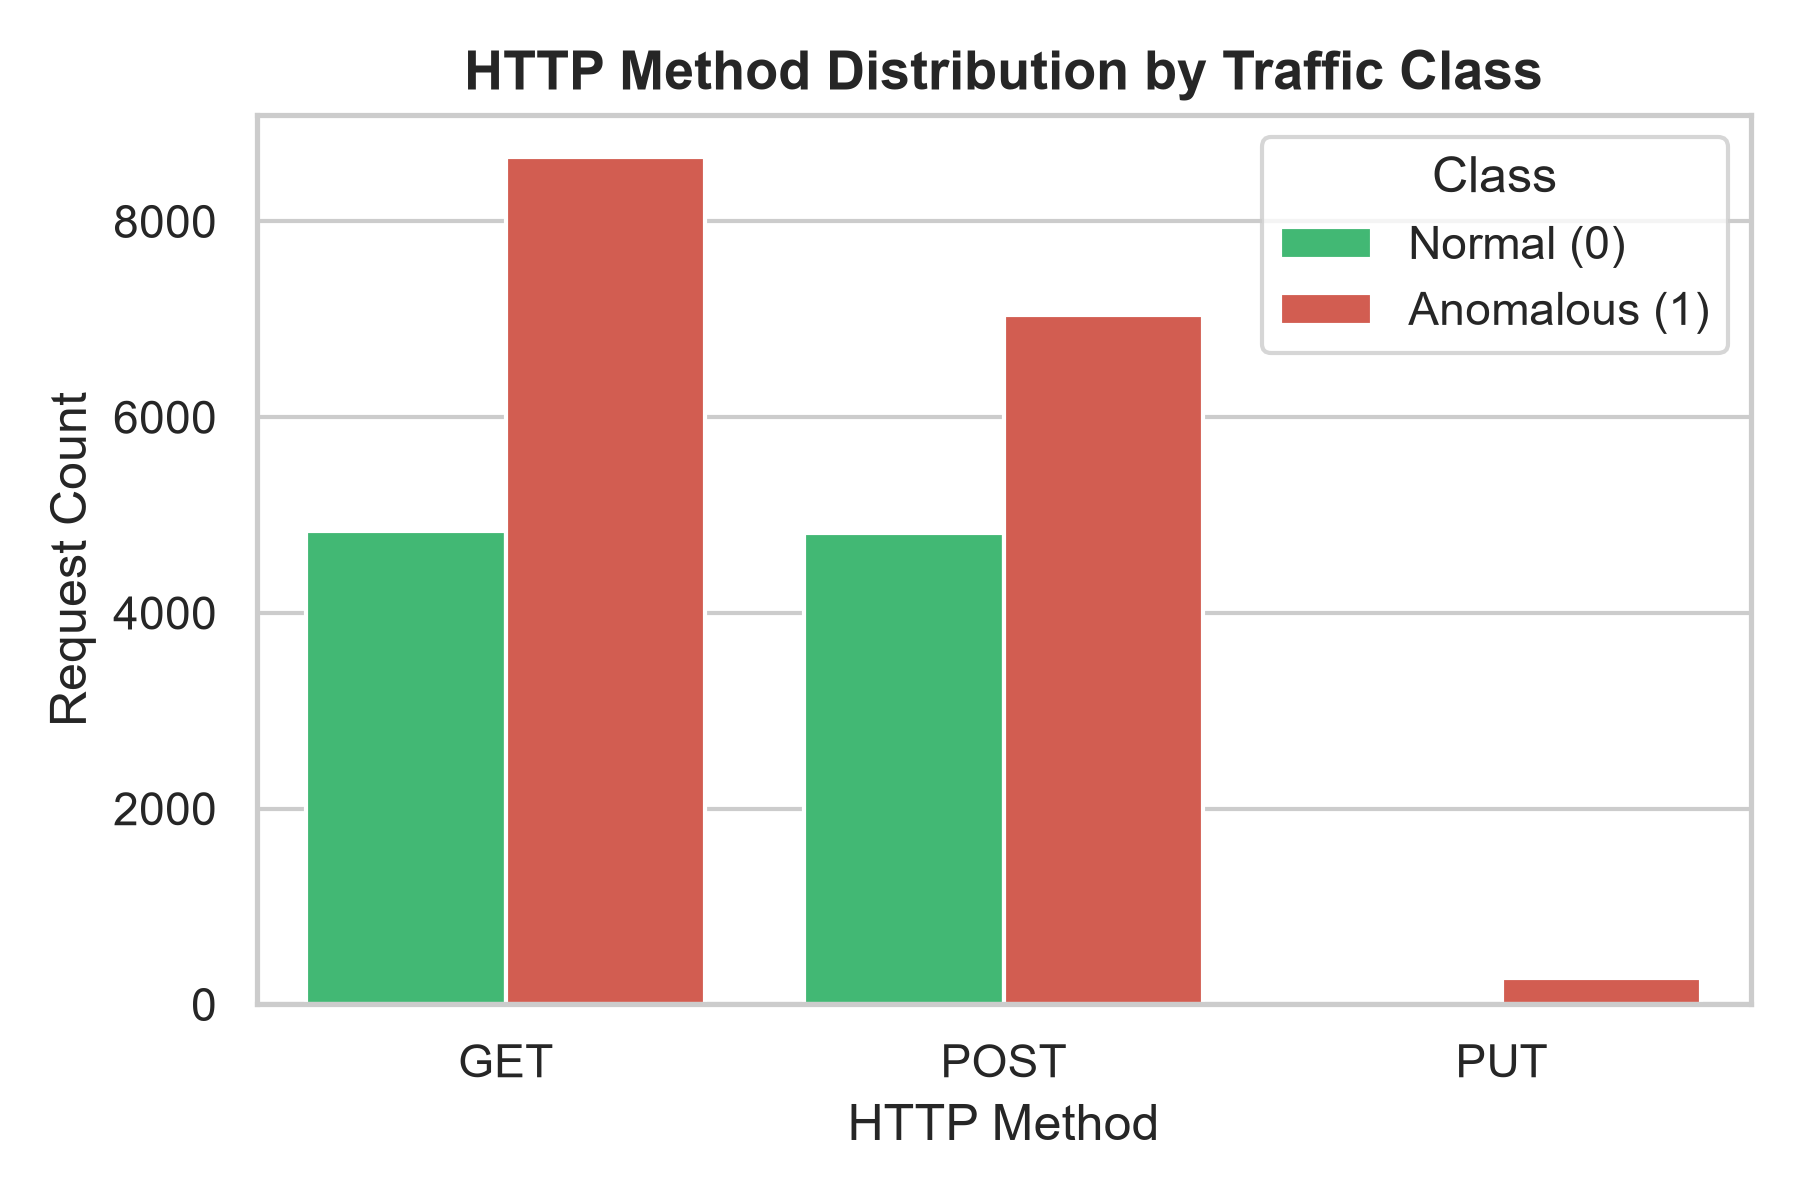 HTTP Method Distribution by Traffic Class
Class
Normal (0)
Anomalous (1)
8000
6000
4000
2000
0
Request Count
GET
POST
PUT
HTTP Method